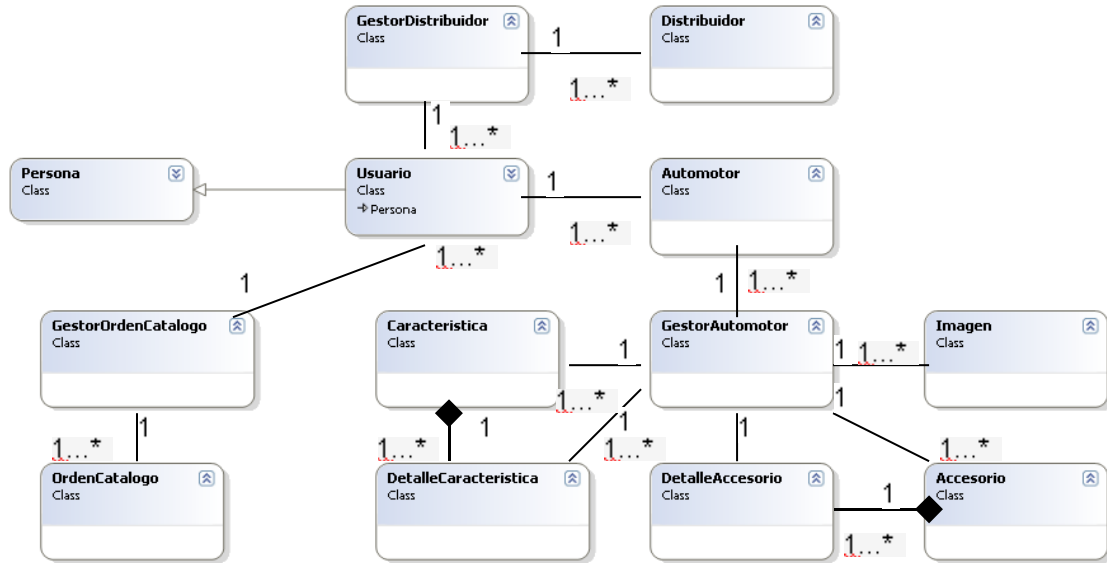 GestorDistribuidor
Class
Distribuidor
Class
1
1...*
1
1...*
Persona
Class
Usuario
Class
Persona
Automotor
Class
1
1...*
1...*
1
1
1...*
GestorOrdenCatalogo
Class
Caracteristica
Class
GestorAutomotor
Class
Imagen
Class
1
1...*
1
1...*
1
1
1...*
1
1...*
1
1...*
1
1
1...*
OrdenCatalogo
Class
DetalleCaracteristica
Class
DetalleAccesorio
Class
Accesorio
Class
1
1...*